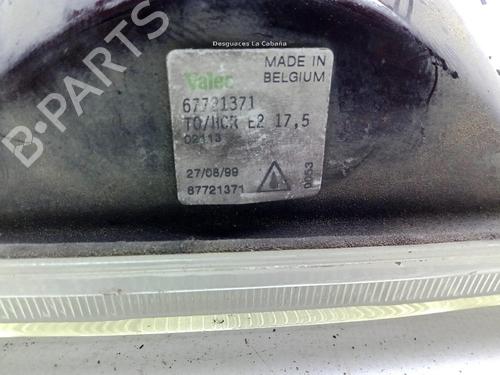 Desguaces La Cabaña
Valeo
MADE IN
BELGIUM
67721371
TO/HCR E2 17,5
02113
27/08/99
67721371
0053
B-PARTS